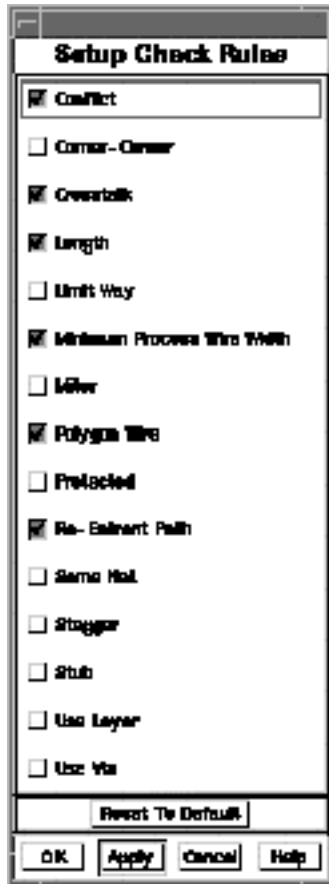 Setup Check Rules
Conflict
Corner-Corner
Crosstalk
Length
Limit Way
Minimum Process Wire Width
Miter
Polygon Wire
Protected
Re-Entrant Path
Same Net
Stagger
Stub
Use Layer
Use Via
Reset To Default
OK Apply Cancel Help